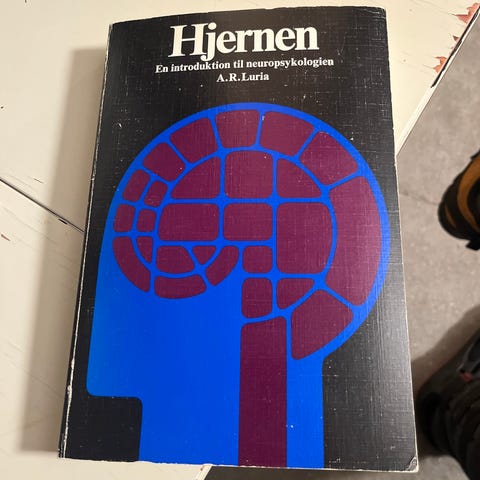 Hjernen
En introduktion til neuropsykologien
A.R. Luria